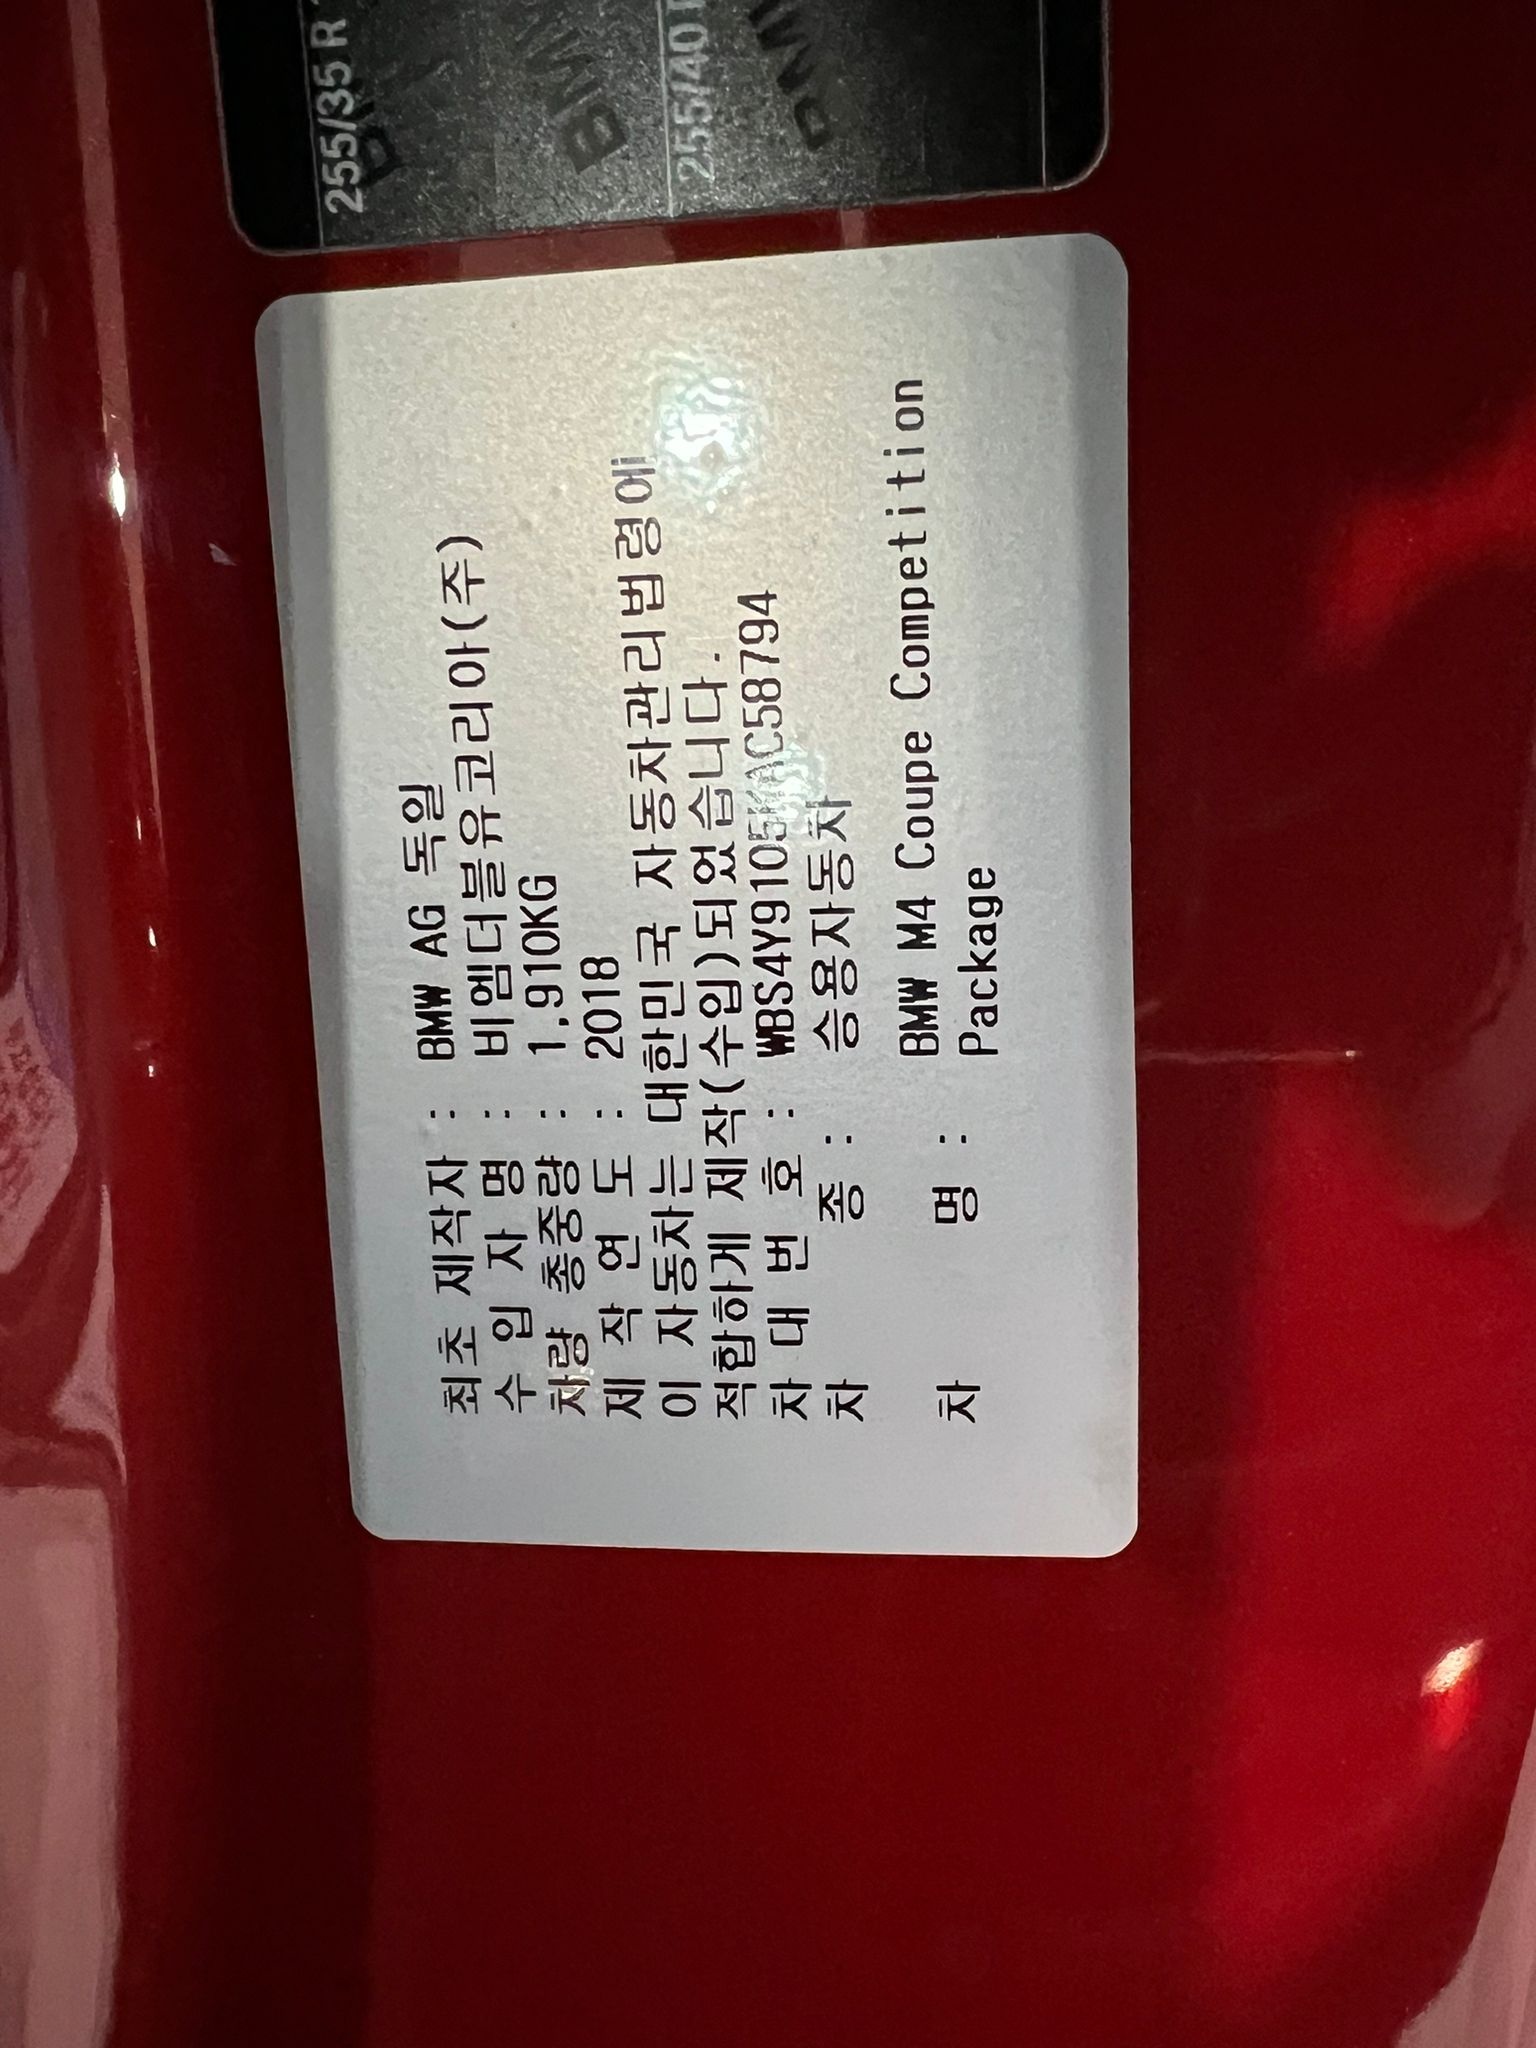 255/35 R
255/40
BMW
최초 제작자 : BMW AG 독일
수 입 자 명 : 비엠더블유코리아(주)
차량 총중량 : 1,910KG
제 작 연 도 : 2018
이 자동차는 대한민국 자동차관리법령에
적합하게 제작(수입)되었습니다.
차 대 번 호 : WBS4Y9105KAC58794
차 종 : 승용자동차
차 명 : BMW M4 Coupe Competition
Package